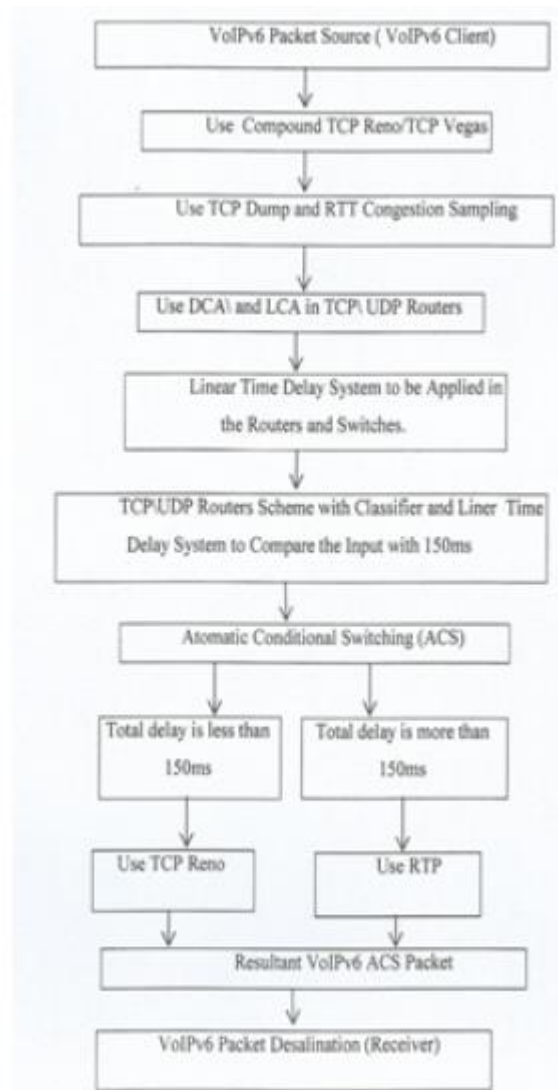 VoIPv6 Packet Source ( VoIPv6 Client)
Use Compound TCP Reno/TCP Vegas
Use TCP Dump and RTT Congestion Sampling
Use DCA\ and LCA in TCP\ UDP Routers
Linear Time Delay System to be Applied in
the Routers and Switches.
TCP\UDP Routers Scheme with Classifier and Liner Time
Delay System to Compare the Input with 150ms
Atomatic Conditional Switching (ACS)
Total delay is less than
150ms
Total delay is more than
150ms
Use TCP Reno
Use RTP
Resultant VoIPv6 ACS Packet
VoIPv6 Packet Desalination (Receiver)